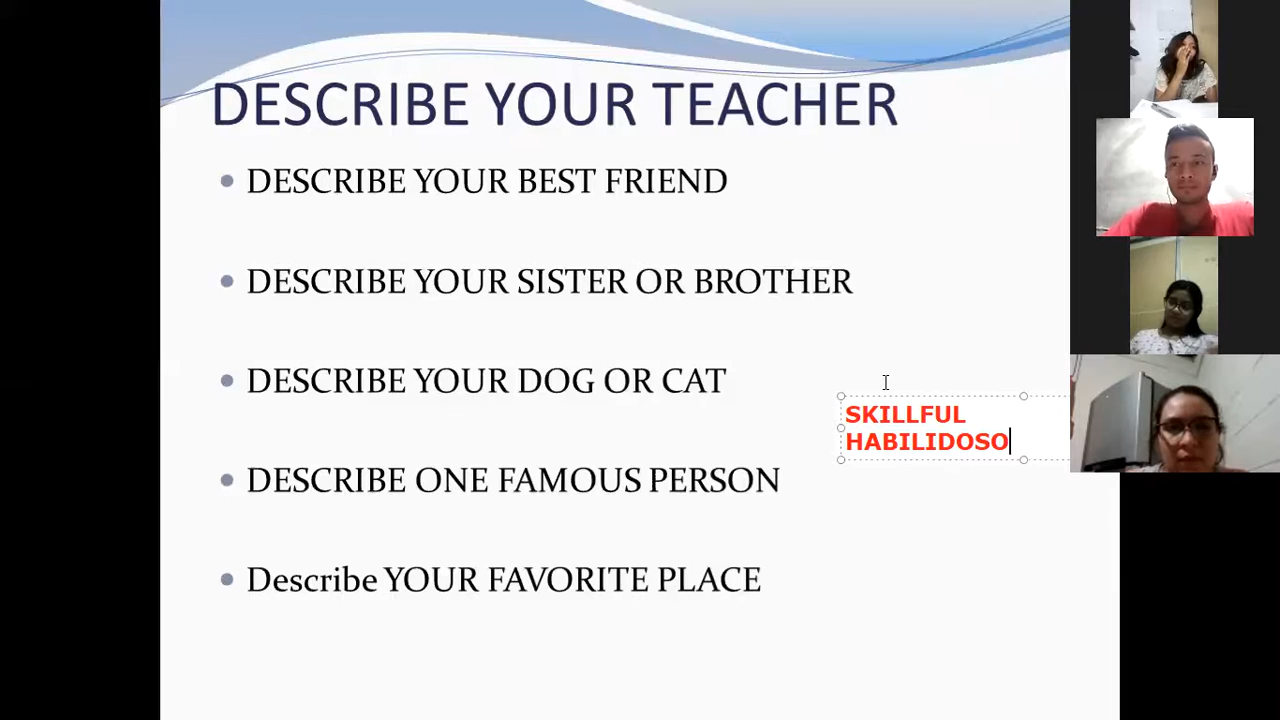 DESCRIBE YOUR TEACHER
DESCRIBE YOUR BEST FRIEND
DESCRIBE YOUR SISTER OR BROTHER
DESCRIBE YOUR DOG OR CAT
SKILLFUL
HABILIDOSO
DESCRIBE ONE FAMOUS PERSON
Describe YOUR FAVORITE PLACE